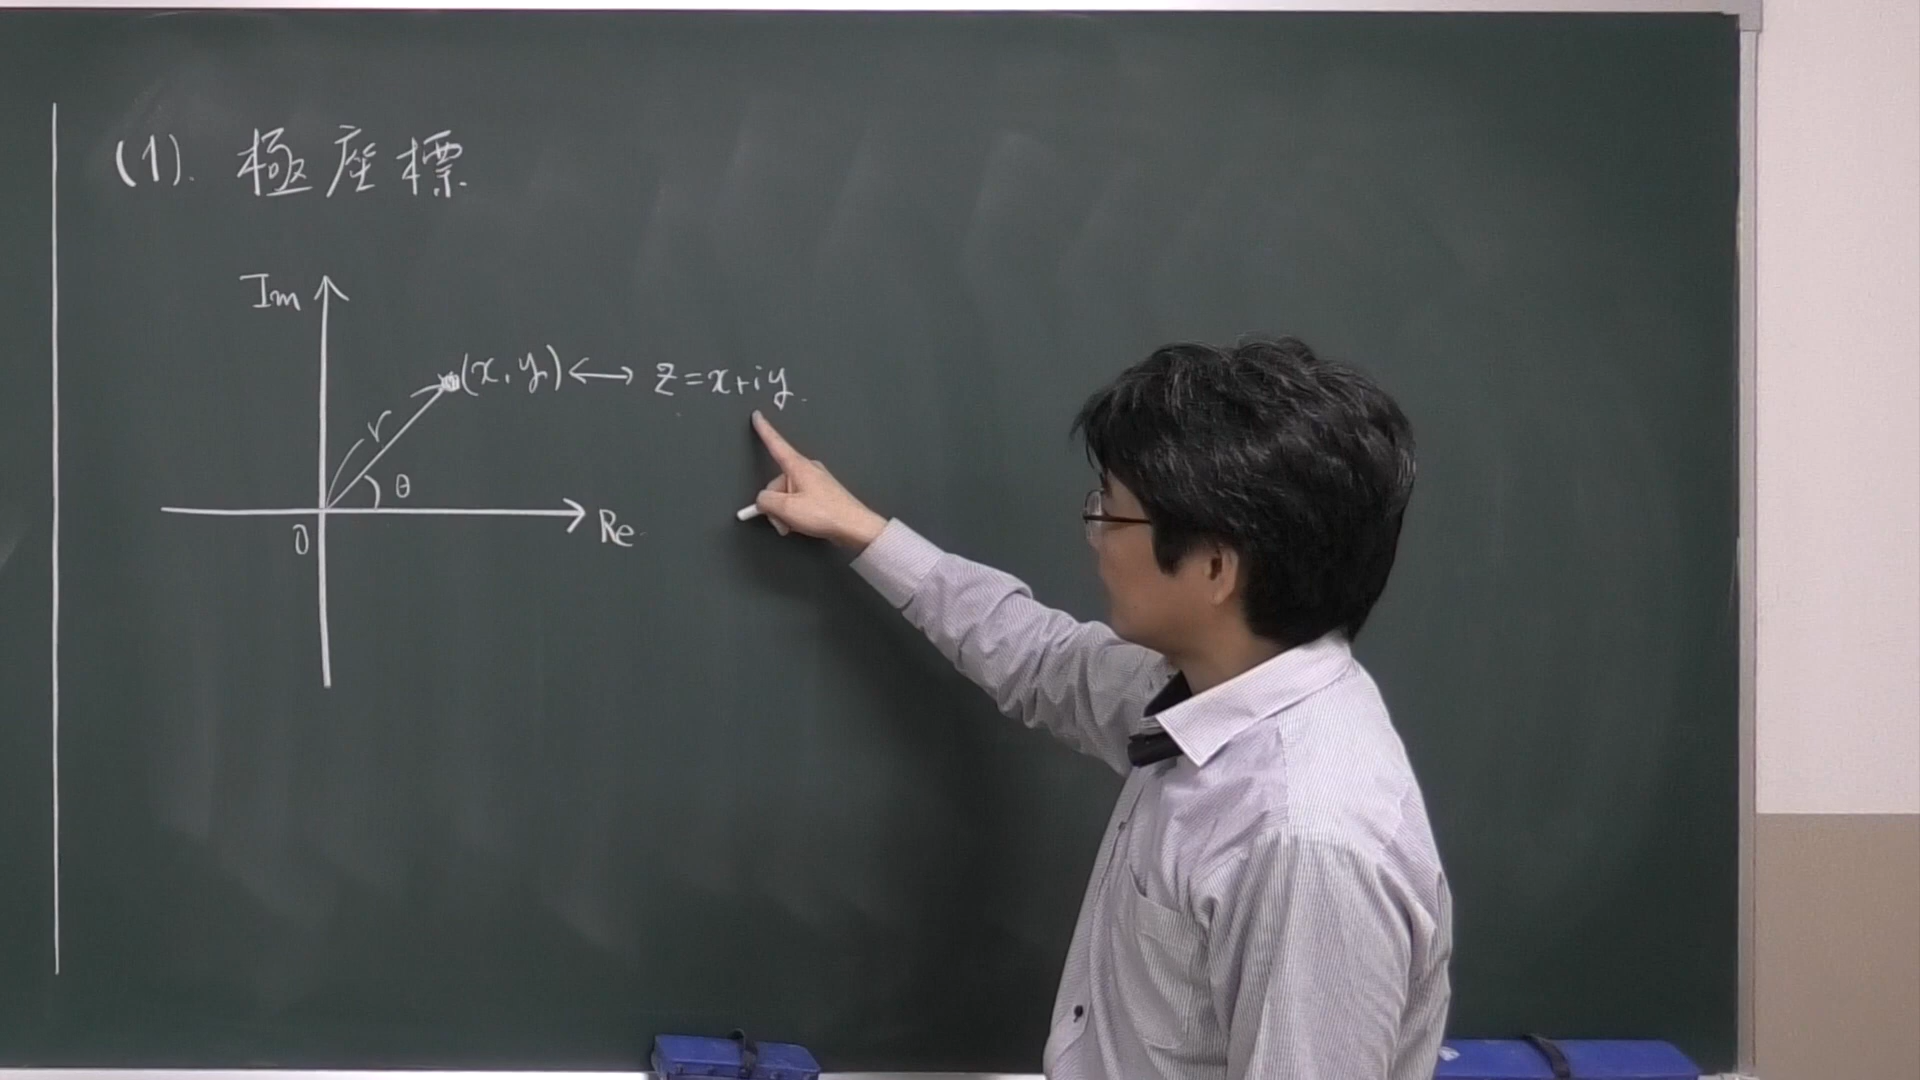 (1). 極座標
Im
(x, y) ↔ z=x+iy.
r
θ
0
Re